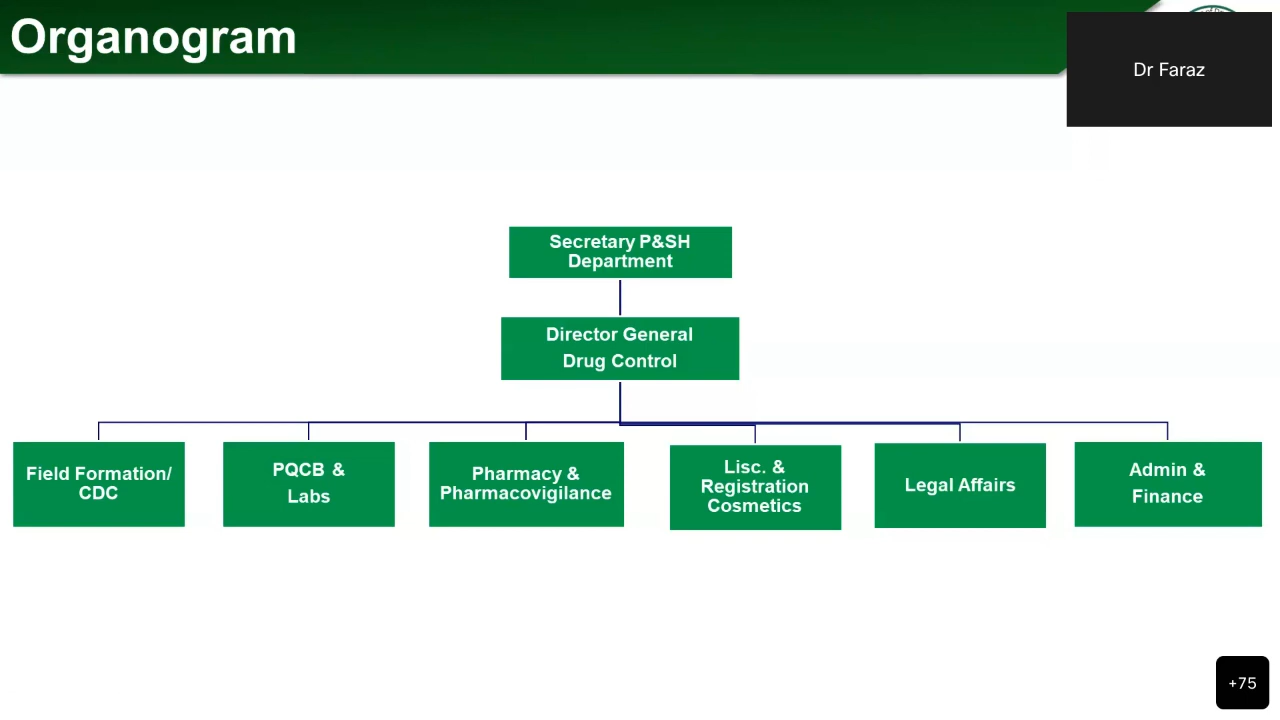 Organogram
Dr Faraz
Secretary P&SH
Department
Director General
Drug Control
Field Formation/
CDC
PQCB &
Labs
Pharmacy &
Pharmacovigilance
Lisc. &
Registration
Cosmetics
Legal Affairs
Admin &
Finance
+75